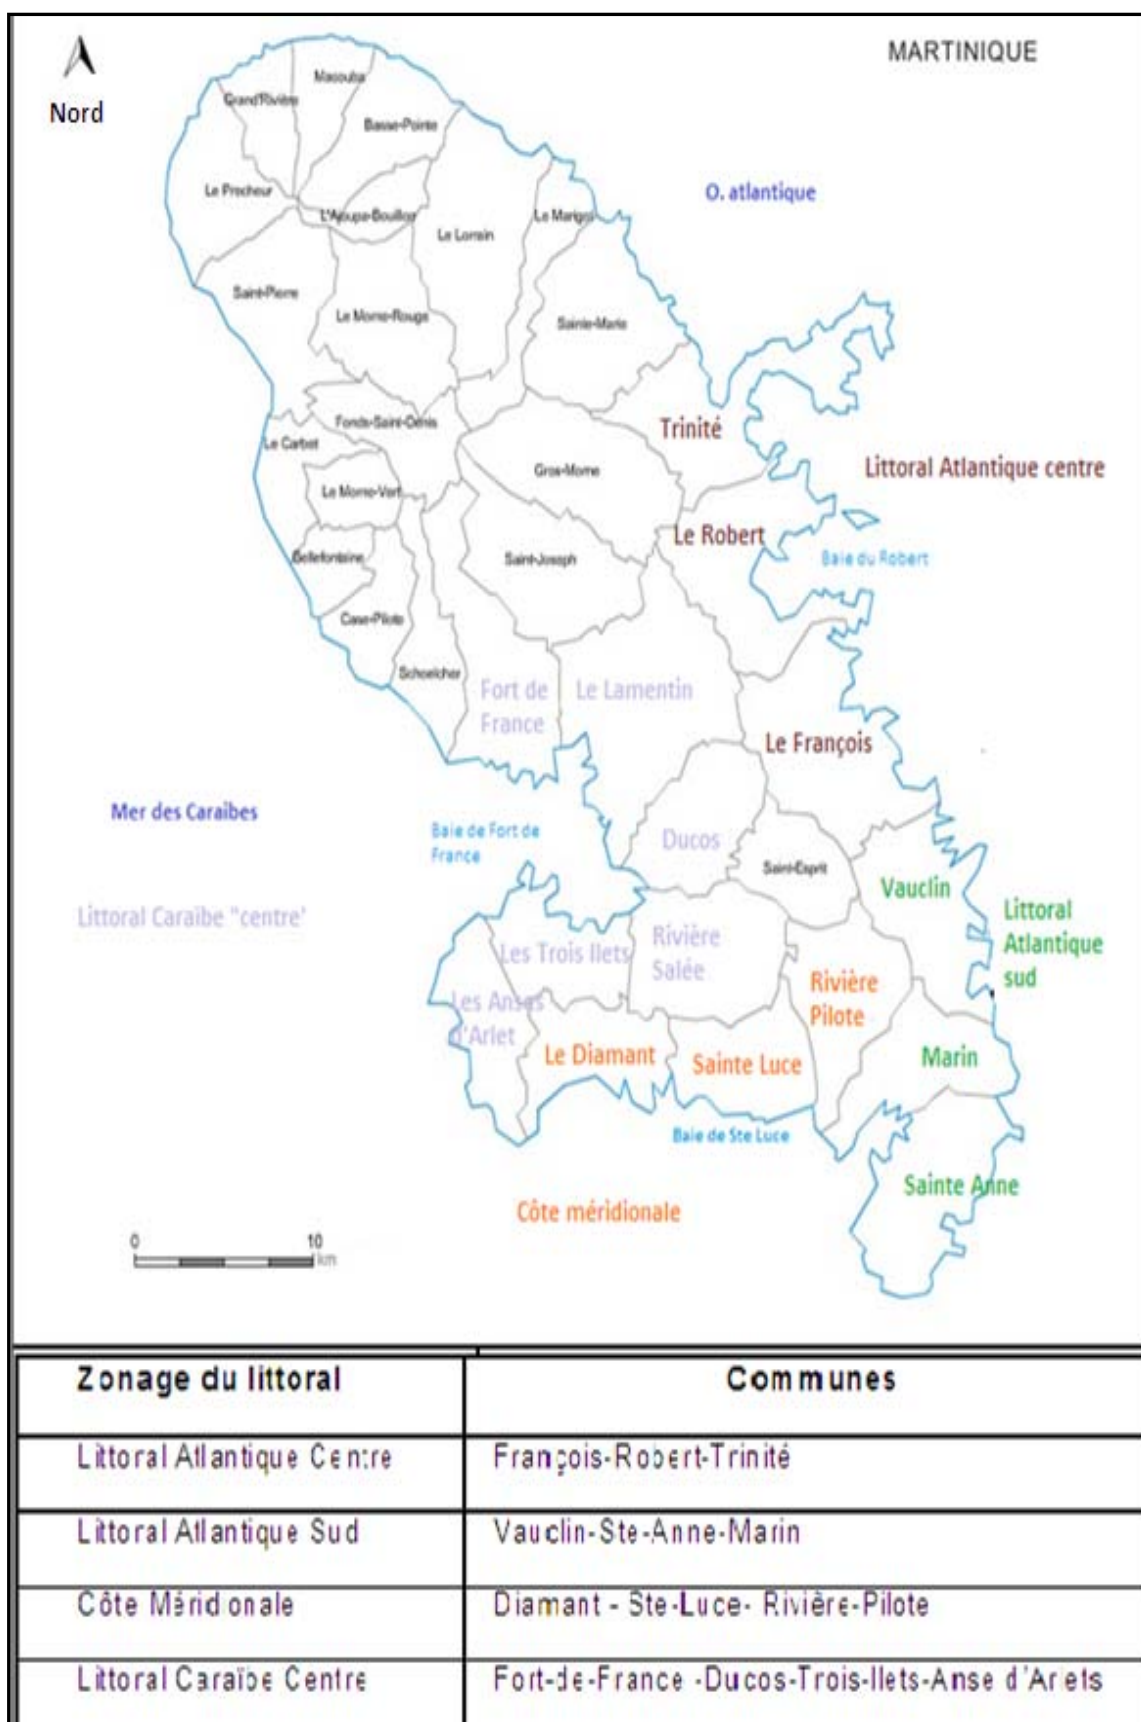 MARTINIQUE
Nord
Macouba
Grand'Rivière
Basse-Pointe
O. atlantique
Le Precheur
L'Ajoupa-Bouillon
Le Marigot
Le Lorrain
Saint-Pierre
Le Morne-Rouge
Sainte-Marie
Fonds-Saint-Denis
Trinité
Le Carbet
Littoral Atlantique centre
Gros-Morne
Le Morne-Vert
Le Robert
Bellefontaine
Saint-Joseph
Baie du Robert
Case-Pilote
Schoelcher
Fort de
France
Le Lamentin
Le François
Mer des Caraibes
Baie de Fort de
France
Ducos
Saint-Esprit
Vauclin
Littoral Caraïbe "centre'
Littoral
Atlantique
sud
Les Trois Ilets
Rivière
Salée
Rivière
Pilote
Les Anses
d'Arlet
Le Diamant
Sainte Luce
Marin
Baie de Ste Luce
Sainte Anne
Côte méridionale
0 10
km
Zonage du littoral Communes
Littoral Atlantique Centre François-Robert-Trinité
Littoral Atlantique Sud Vauclin-Ste-Anne-Marin
Côte Méridionale Diamant - Ste-Luce- Rivière-Pilote
Littoral Caraïbe Centre Fort-de-France -Ducos-Trois-Ilets-Anse d'Arlets